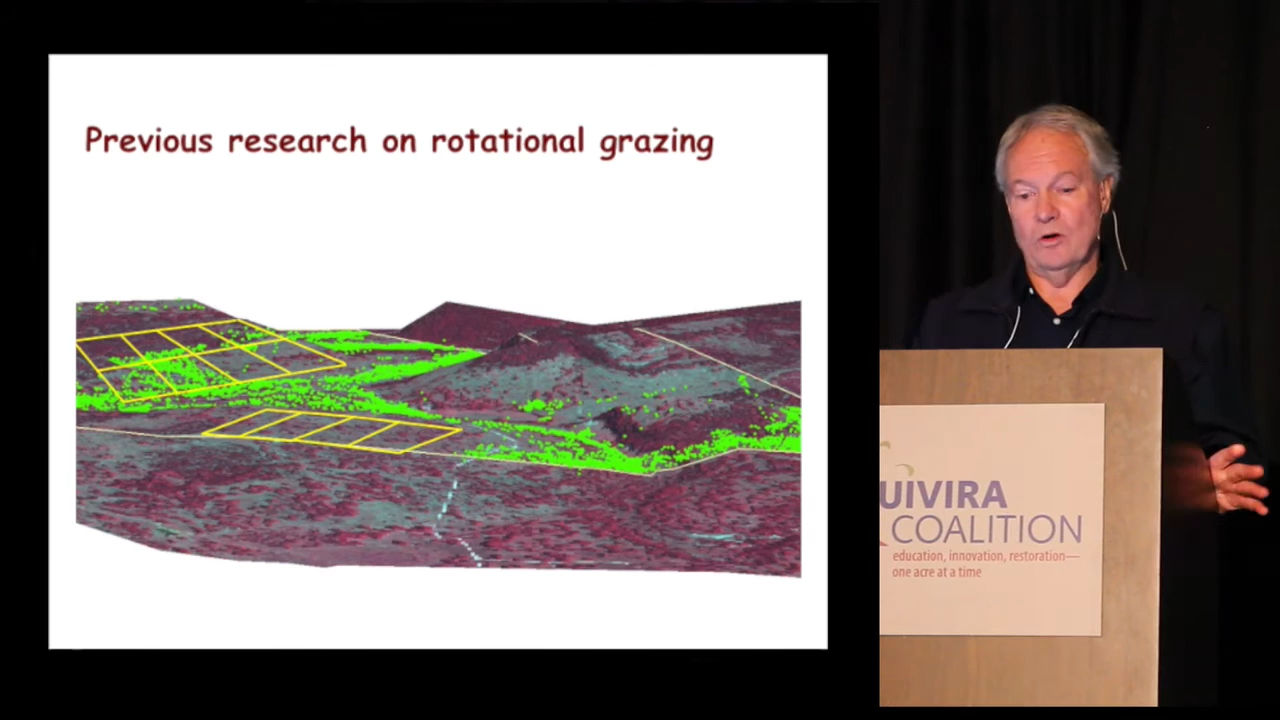 Previous research on rotational grazing
UIVIRA
COALITION
education, innovation, restoration—
one acre at a time